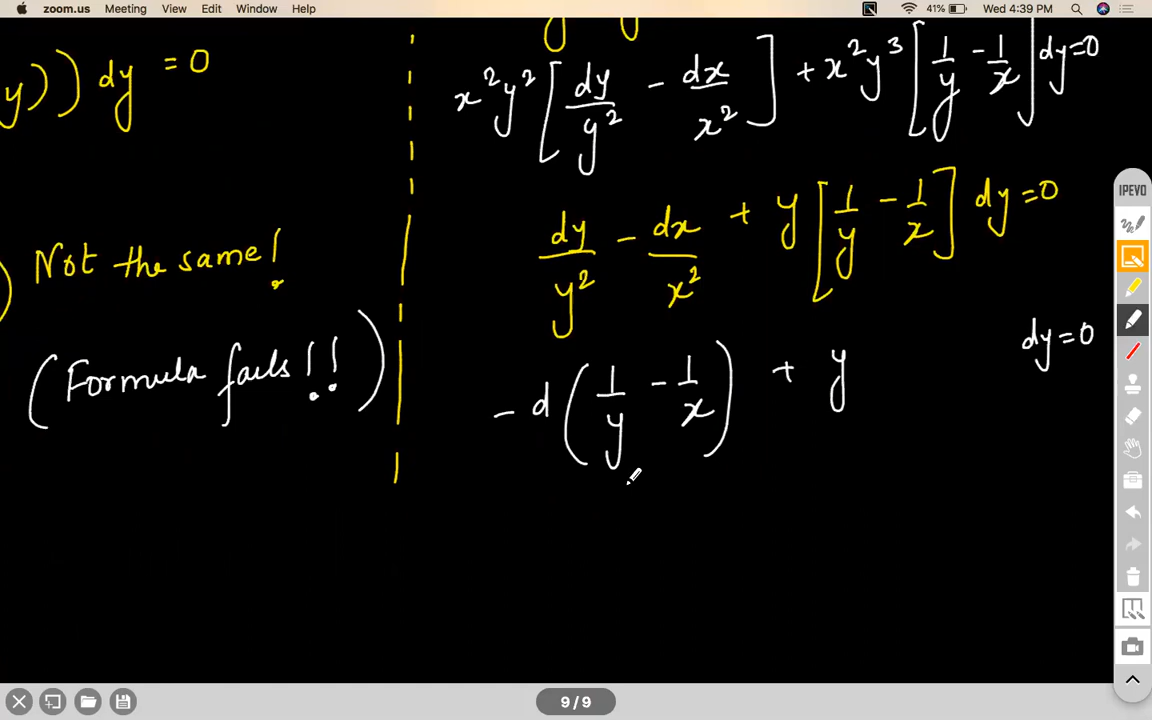 zoom.us Meeting View Edit Window Help 41% Wed 4:39 PM
y)) dy = 0
x²y² [dy/y² - dx/x²] + x²y³ [1/y - 1/x] dy=0
IPEVO
dy/y² - dx/x² + y [1/y - 1/x] dy=0
Not the same!
dy=0
(Formula fails!!)
- d (1/y - 1/x) + y
9/9